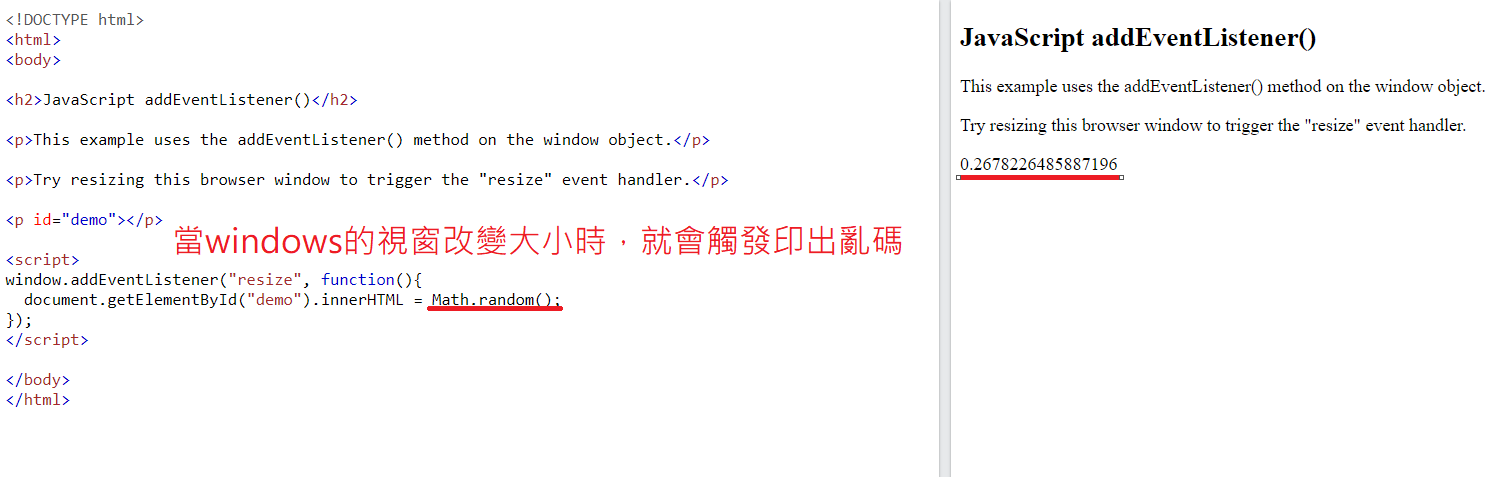 <!DOCTYPE html>
<html>
<body>
<h2>JavaScript addEventListener()</h2>
<p>This example uses the addEventListener() method on the window object.</p>
<p>Try resizing this browser window to trigger the "resize" event handler.</p>
<p id="demo"></p>
當windows的視窗改變大小時，就會觸發印出亂碼
<script>
window.addEventListener("resize", function(){
  document.getElementById("demo").innerHTML = Math.random();
});
</script>
</body>
</html>
JavaScript addEventListener()
This example uses the addEventListener() method on the window object.
Try resizing this browser window to trigger the "resize" event handler.
0.2678226485887196